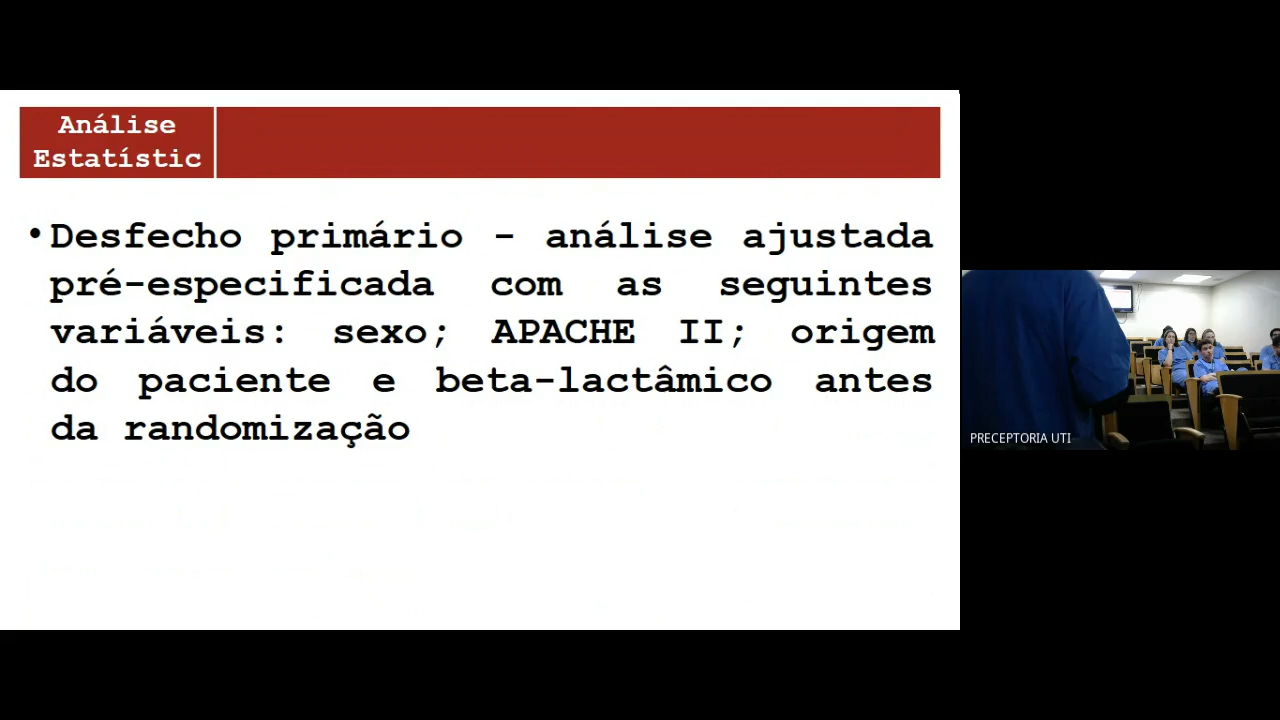 Análise
Estatístic
• Desfecho primário - análise ajustada
pré-especificada com as seguintes
variáveis: sexo; APACHE II; origem
do paciente e beta-lactâmico antes
da randomização
PRECEPTORIA UTI